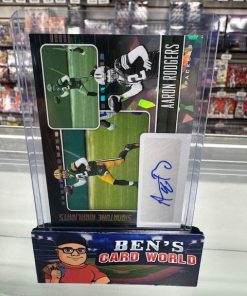 AARON RODGERS
PACKERS
SIGNATURE HIGHLIGHTS
BEN'S
CARD WORLD